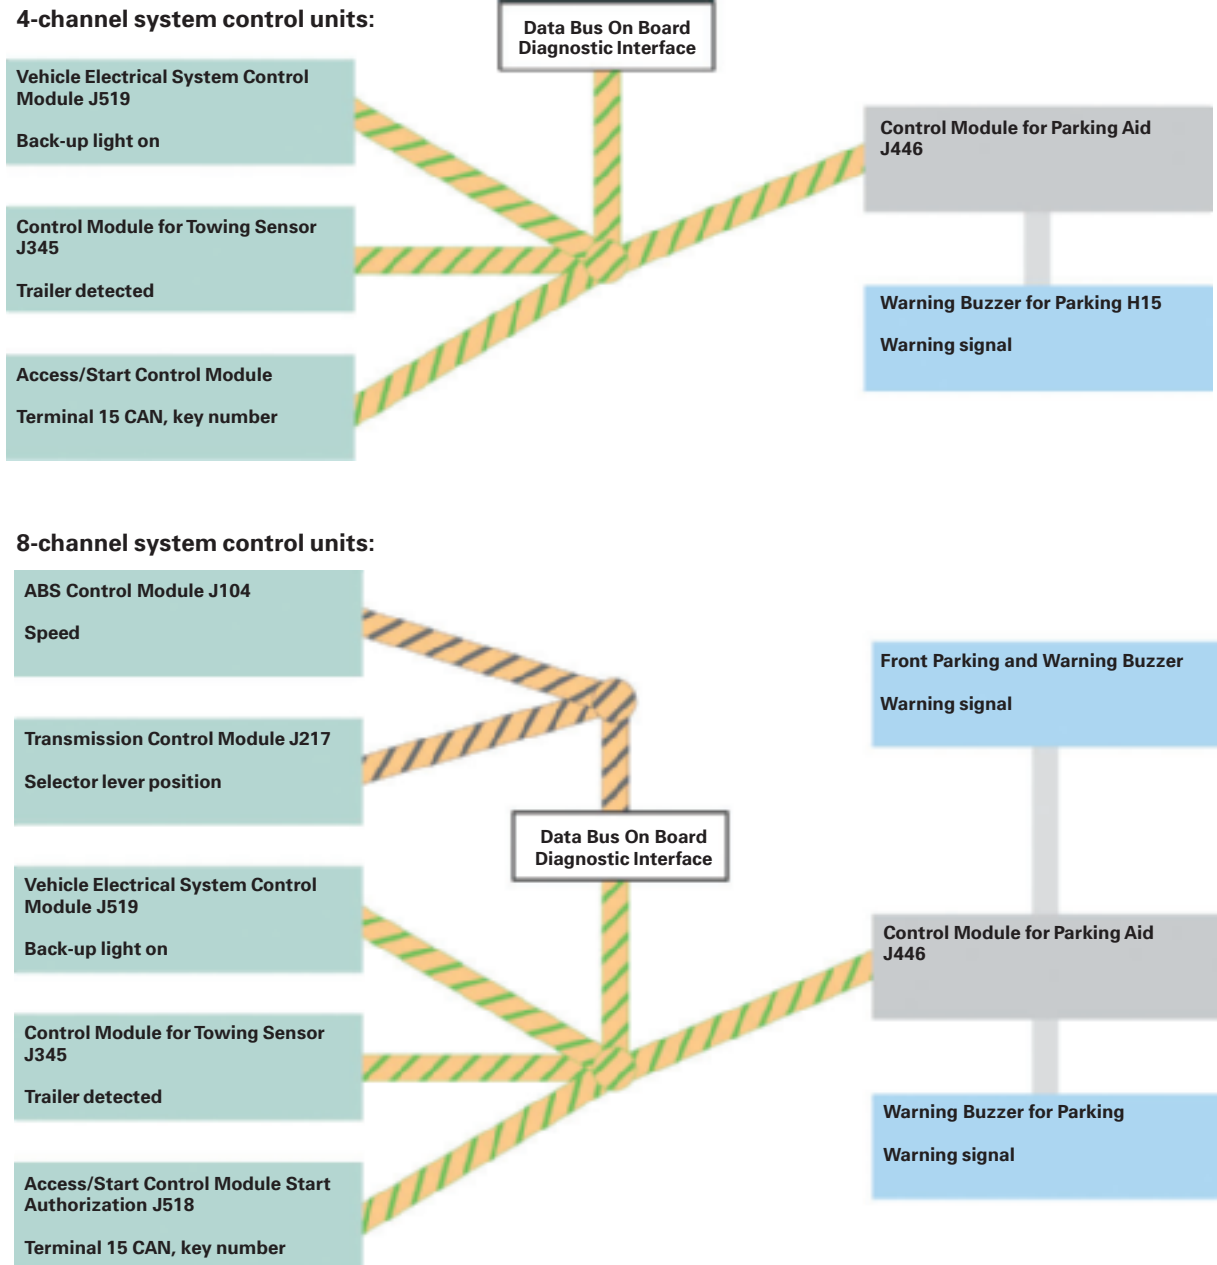 4-channel system control units:
Data Bus On Board
Diagnostic Interface
Vehicle Electrical System Control
Module J519
Back-up light on
Control Module for Parking Aid
J446
Control Module for Towing Sensor
J345
Trailer detected
Warning Buzzer for Parking H15
Warning signal
Access/Start Control Module
Terminal 15 CAN, key number
8-channel system control units:
ABS Control Module J104
Speed
Front Parking and Warning Buzzer
Warning signal
Transmission Control Module J217
Selector lever position
Data Bus On Board
Diagnostic Interface
Vehicle Electrical System Control
Module J519
Back-up light on
Control Module for Parking Aid
J446
Control Module for Towing Sensor
J345
Trailer detected
Warning Buzzer for Parking
Warning signal
Access/Start Control Module Start
Authorization J518
Terminal 15 CAN, key number